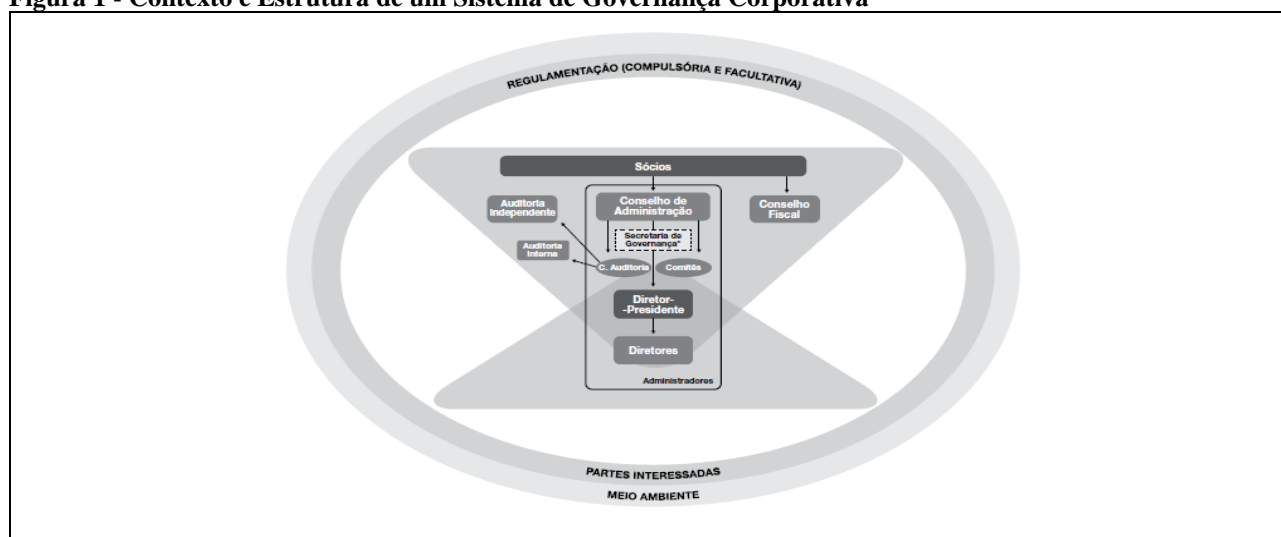 Figura 1 - Contexto e Estrutura de um Sistema de Governança Corporativa
REGULAMENTAÇÃO (COMPULSÓRIA E FACULTATIVA)
Sócios
Auditoria
Independente
Conselho de
Administração
Conselho
Fiscal
Secretaria de
Governança*
Auditoria
Interna
C. Auditoria
Comitês
Diretor-
-Presidente
Diretores
Administradores
PARTES INTERESSADAS
MEIO AMBIENTE